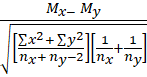 M_x − M_y
√[(Σx² + Σy²)/(n_x + n_y − 2)][1/n_x + 1/n_y]